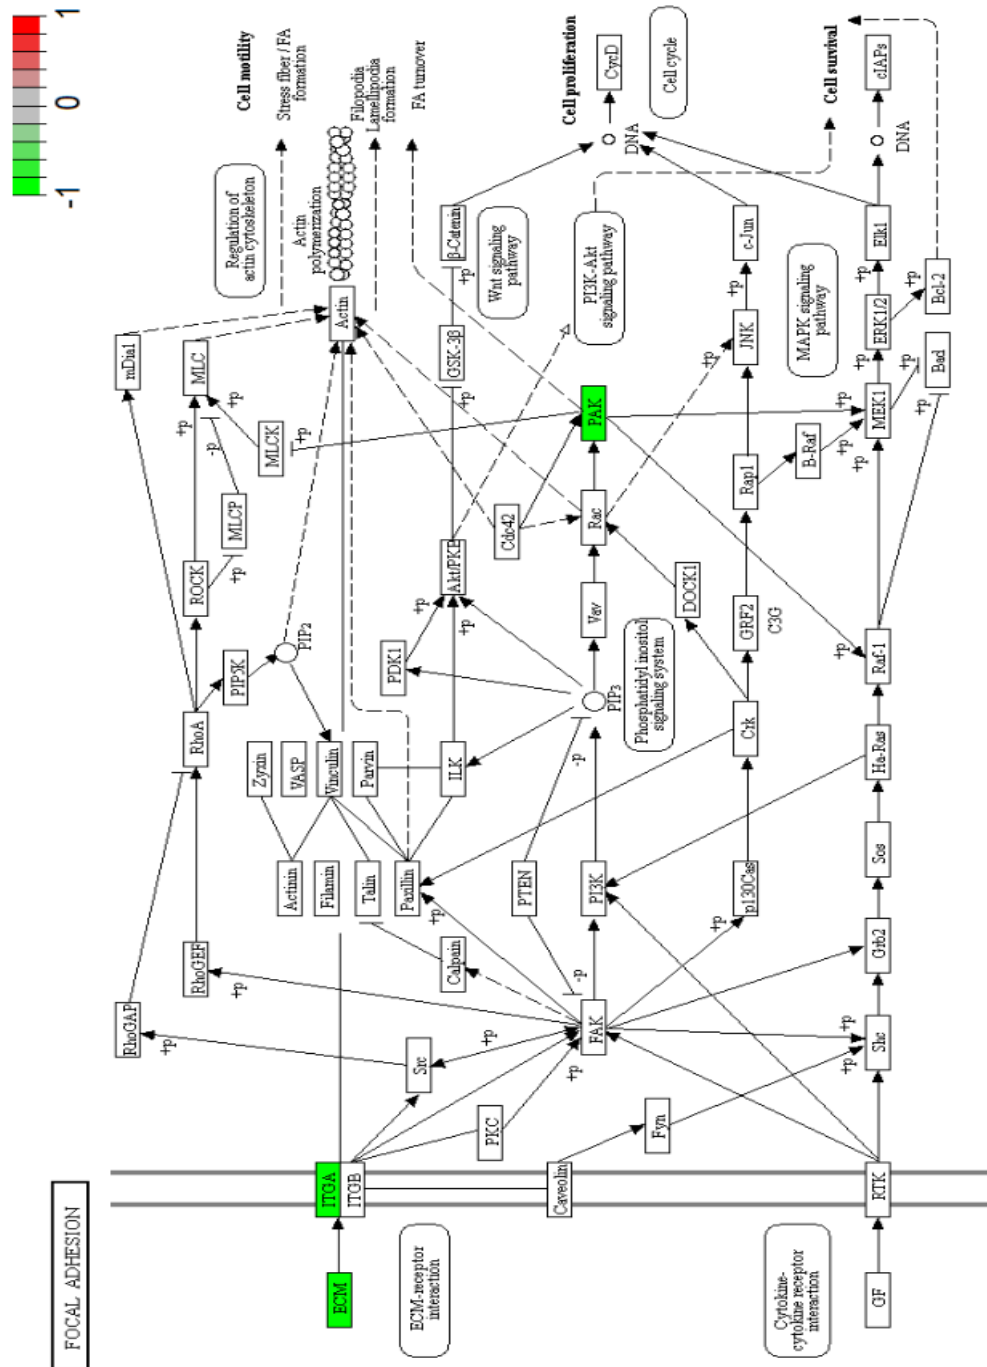 FOCAL ADHESION
-1
0
1
ECM
ECM-receptor
interaction
ITGA
ITGB
Caveolin
Cytokine-
cytokine receptor
interaction
GF
RTK
RhoGAP
+p
RhoGEF
+p
Src
+p
PKC
+p
Fyn
+p
+p
Shc
FAK
-p
Calpain
+p
+p
Actinin
Filamin
Talin
Paxillin
PTEN
PI3K
p130Cas
Grb2
Sos
Zyxin
VASP
Vinculin
Parvin
ILK
-p
PIP3
Phosphatidyl inositol
signaling system
Crk
Ha-Ras
RhoA
PIP5K
PIP2
PDK1
+p
+p
Akt/PKB
Vav
DOCK1
GRF2
C3G
+p
Raf-1
ROCK
+p
MLCP
-p
+p
MLCK
+p
Cdc42
Rac
Rap1
B-Raf
+p
+p
+p
MEK1
mDia1
MLC
Actin
GSK-3β
+p
+p
PAK
+p
JNK
+p
c-Jun
+p
ERK1/2
+p
Elk1
+p
+p
Bad
+p
Bcl-2
MAPK signaling
pathway
PI3K-Akt
signaling pathway
Wnt signaling
pathway
β-Catenin
Regulation of
actin cytoskeleton
Actin
polymerization
Cell motility
Stress fiber / FA
formation
Filopodia
Lamellipodia
formation
FA turnover
Cell proliferation
DNA
CycD
Cell cycle
Cell survival
DNA
cIAPs